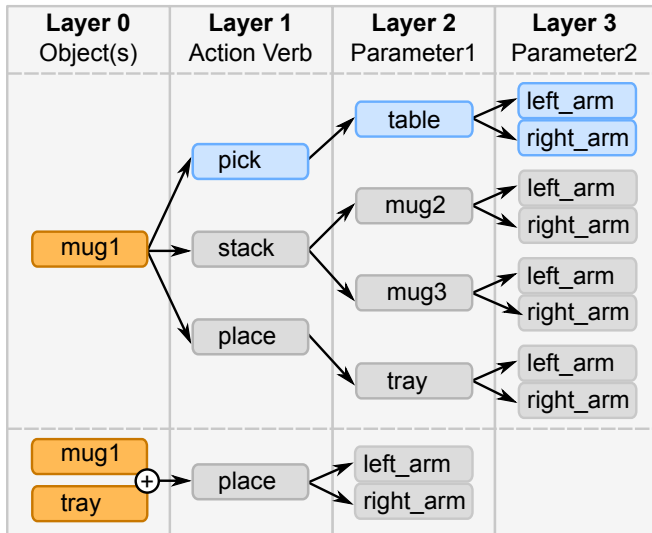 Layer 0 Layer 1 Layer 2 Layer 3
Object(s) Action Verb Parameter1 Parameter2
mug1
pick
stack
place
table
mug2
mug3
tray
left_arm
right_arm
left_arm
right_arm
left_arm
right_arm
left_arm
right_arm
mug1
tray
+
place
left_arm
right_arm